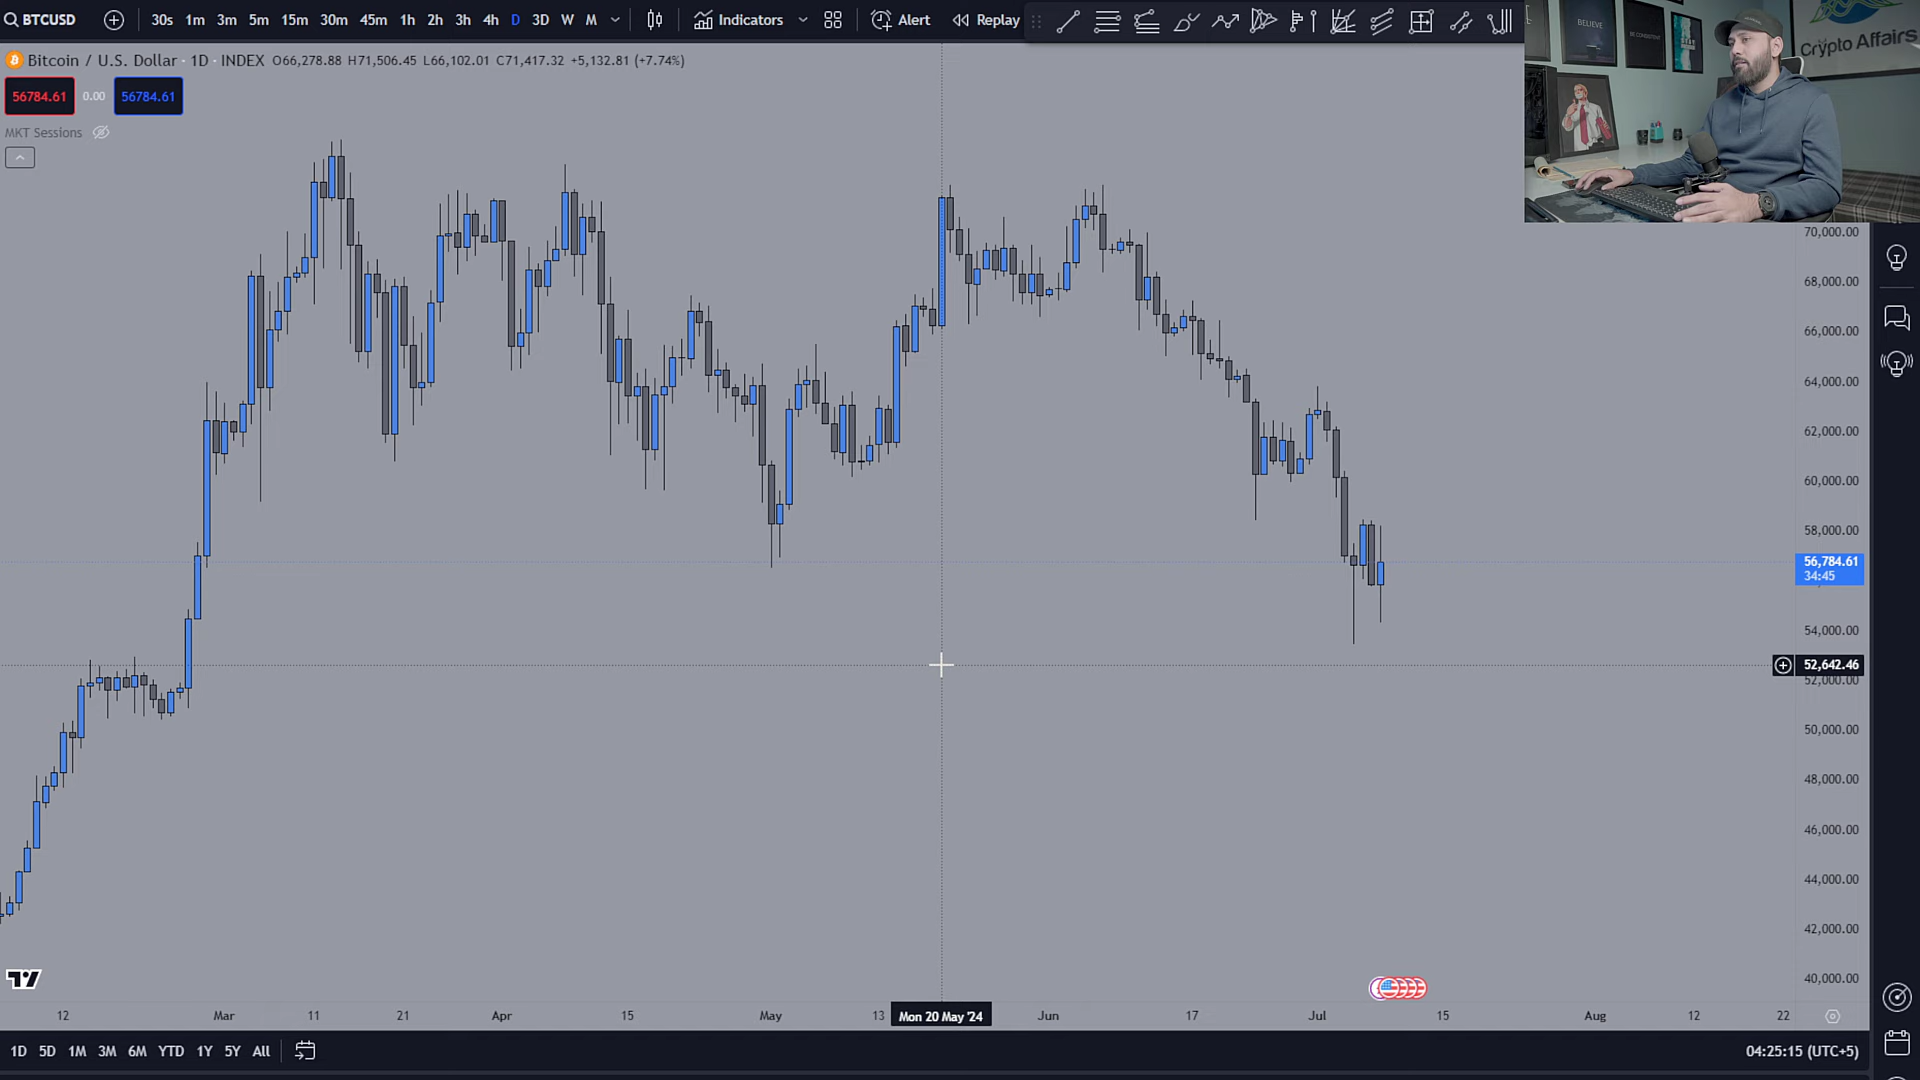 BTCUSD 30s 1m 3m 5m 15m 30m 45m 1h 2h 3h 4h D 3D W M Indicators Alert Replay
BELIEVE
BE CONSISTENT
Crypto Affairs
Bitcoin / U.S. Dollar · 1D · INDEX O66,278.88 H71,506.45 L66,102.01 C71,417.32 +5,132.81 (+7.74%)
56784.61 0.00 56784.61
MKT Sessions
70,000.00
68,000.00
66,000.00
64,000.00
62,000.00
60,000.00
58,000.00
56,784.61
34:45
54,000.00
52,642.46
52,000.00
50,000.00
48,000.00
46,000.00
44,000.00
42,000.00
40,000.00
12 Mar 11 21 Apr 15 May 13 Mon 20 May '24 Jun 17 Jul 15 Aug 12 22
1D 5D 1M 3M 6M YTD 1Y 5Y All 04:25:15 (UTC+5)